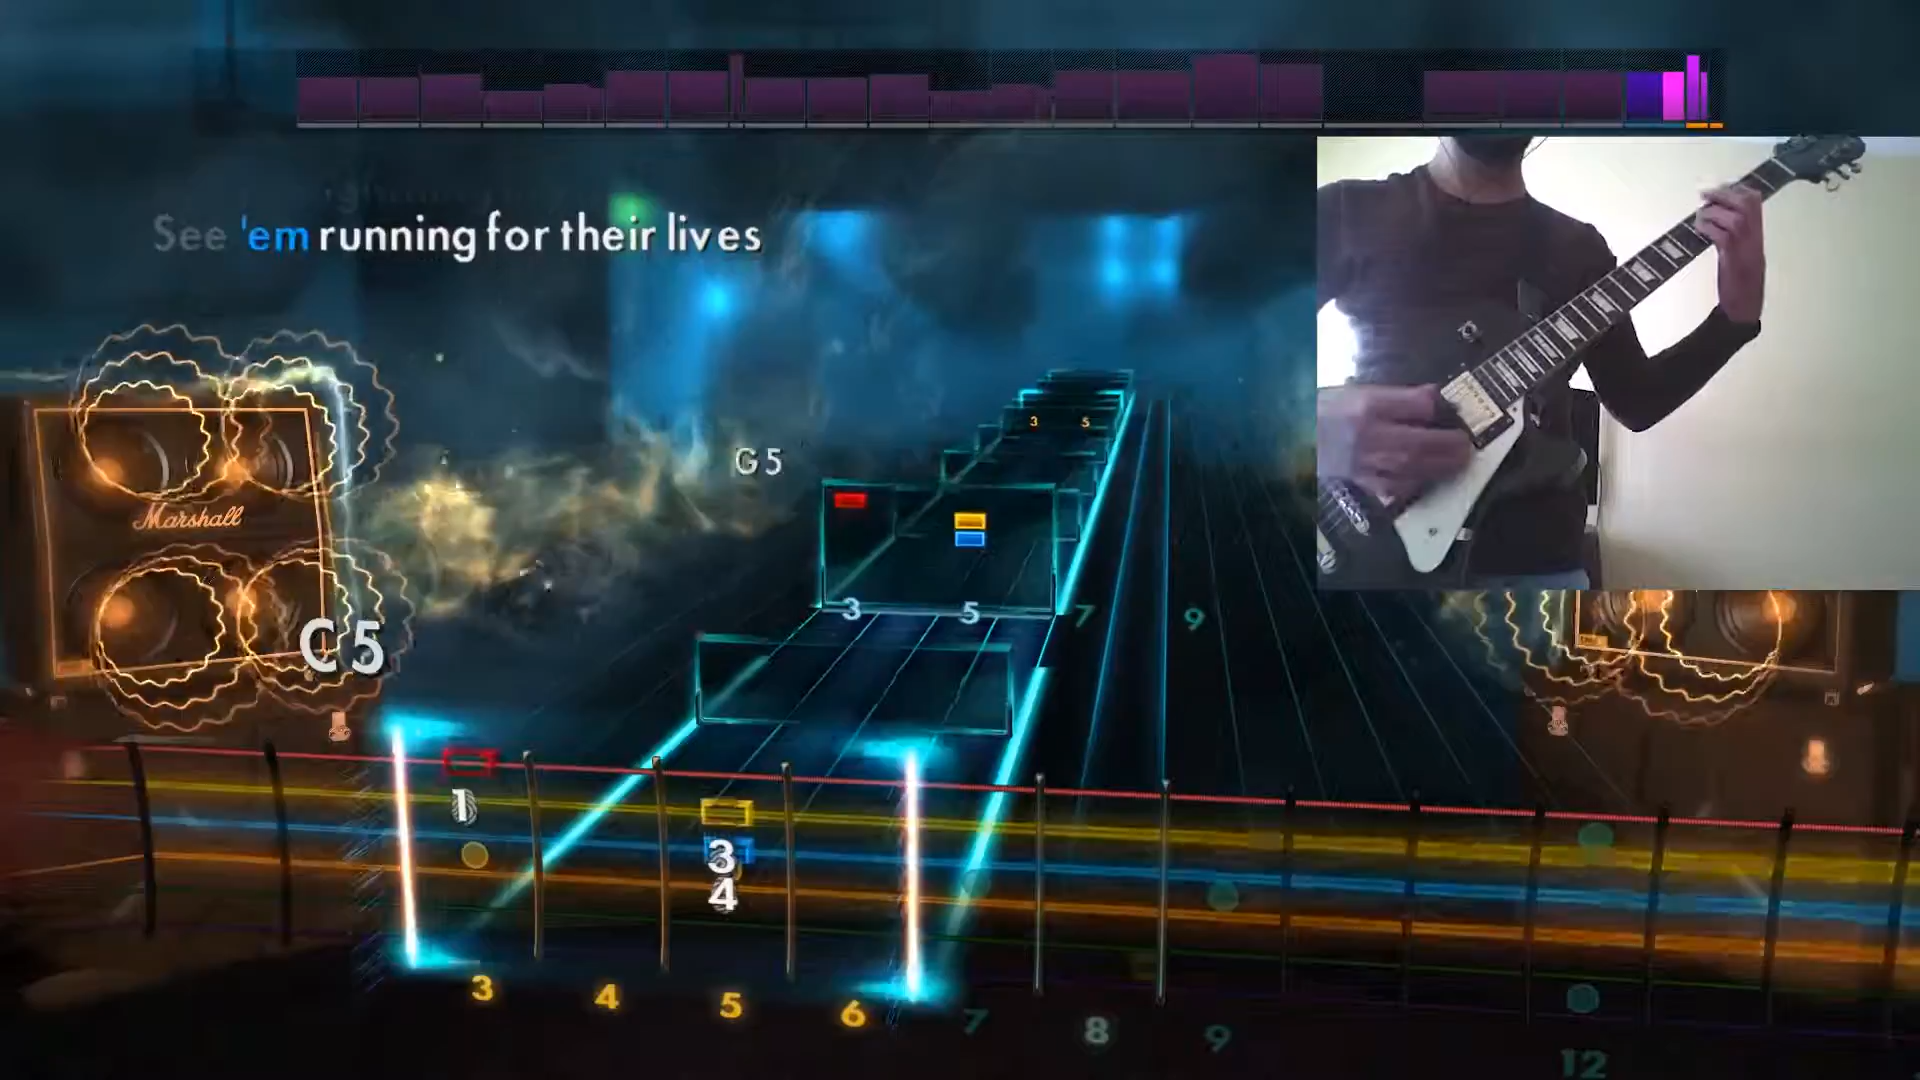 See 'em running for their lives
3 5
G5
Marshall
3 5 7 9
C5
1
3
4
3 4 5 6 7 8 9 12